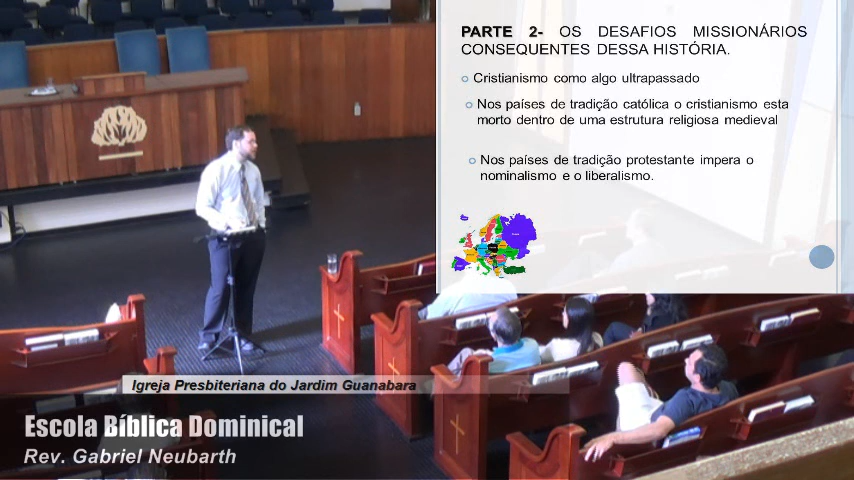 PARTE 2- OS DESAFIOS MISSIONÁRIOS
CONSEQUENTES DESSA HISTÓRIA.
Cristianismo como algo ultrapassado
Nos países de tradição católica o cristianismo esta
morto dentro de uma estrutura religiosa medieval
Nos países de tradição protestante impera o
nominalismo e o liberalismo.
Igreja Presbiteriana do Jardim Guanabara
Escola Bíblica Dominical
Rev. Gabriel Neubarth